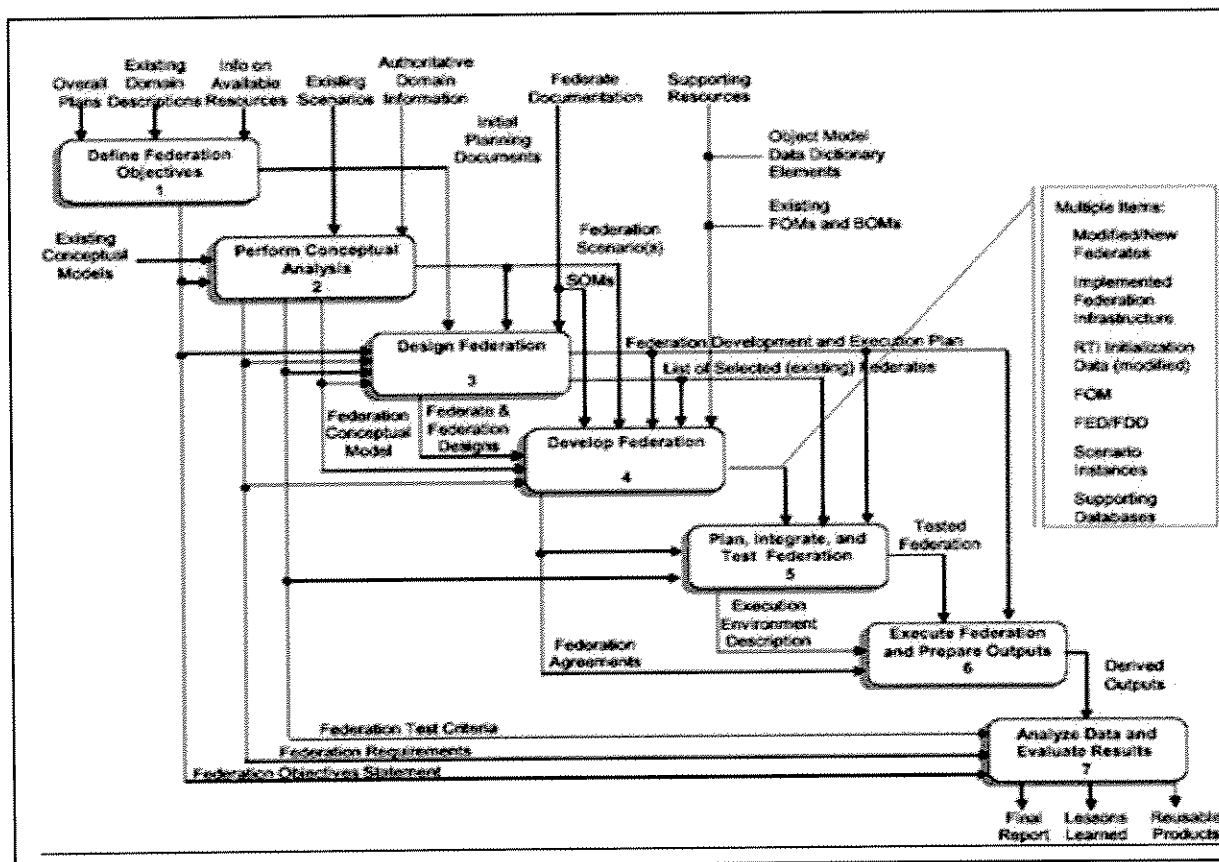 Overall
Plans
Existing
Domain
Descriptions
Info on
Available
Resources
Existing
Scenarios
Authoritative
Domain
Information
Federate
Documentation
Supporting
Resources
Define Federation
Objectives
1
Initial
Planning
Documents
Object Model
Data Dictionary
Elements
Existing
FOMs and BOMs
Multiple Items:
Modified/New
Federates
Implemented
Federation
Infrastructure
RTI Initialization
Data (modified)
FOM
FED/FDD
Scenario
Instances
Supporting
Databases
Existing
Conceptual
Models
Perform Conceptual
Analysis
2
Federation
Scenario(s)
SOMs
Design Federation
3
Federation Development and Execution Plan
List of Selected (existing) Federates
Federation
Conceptual
Model
Federate &
Federation
Designs
Develop Federation
4
Plan, Integrate, and
Test Federation
5
Tested
Federation
Execution
Environment
Description
Federation
Agreements
Execute Federation
and Prepare Outputs
6
Derived
Outputs
Federation Test Criteria
Federation Requirements
Federation Objectives Statement
Analyze Data and
Evaluate Results
7
Final
Report
Lessons
Learned
Reusable
Products